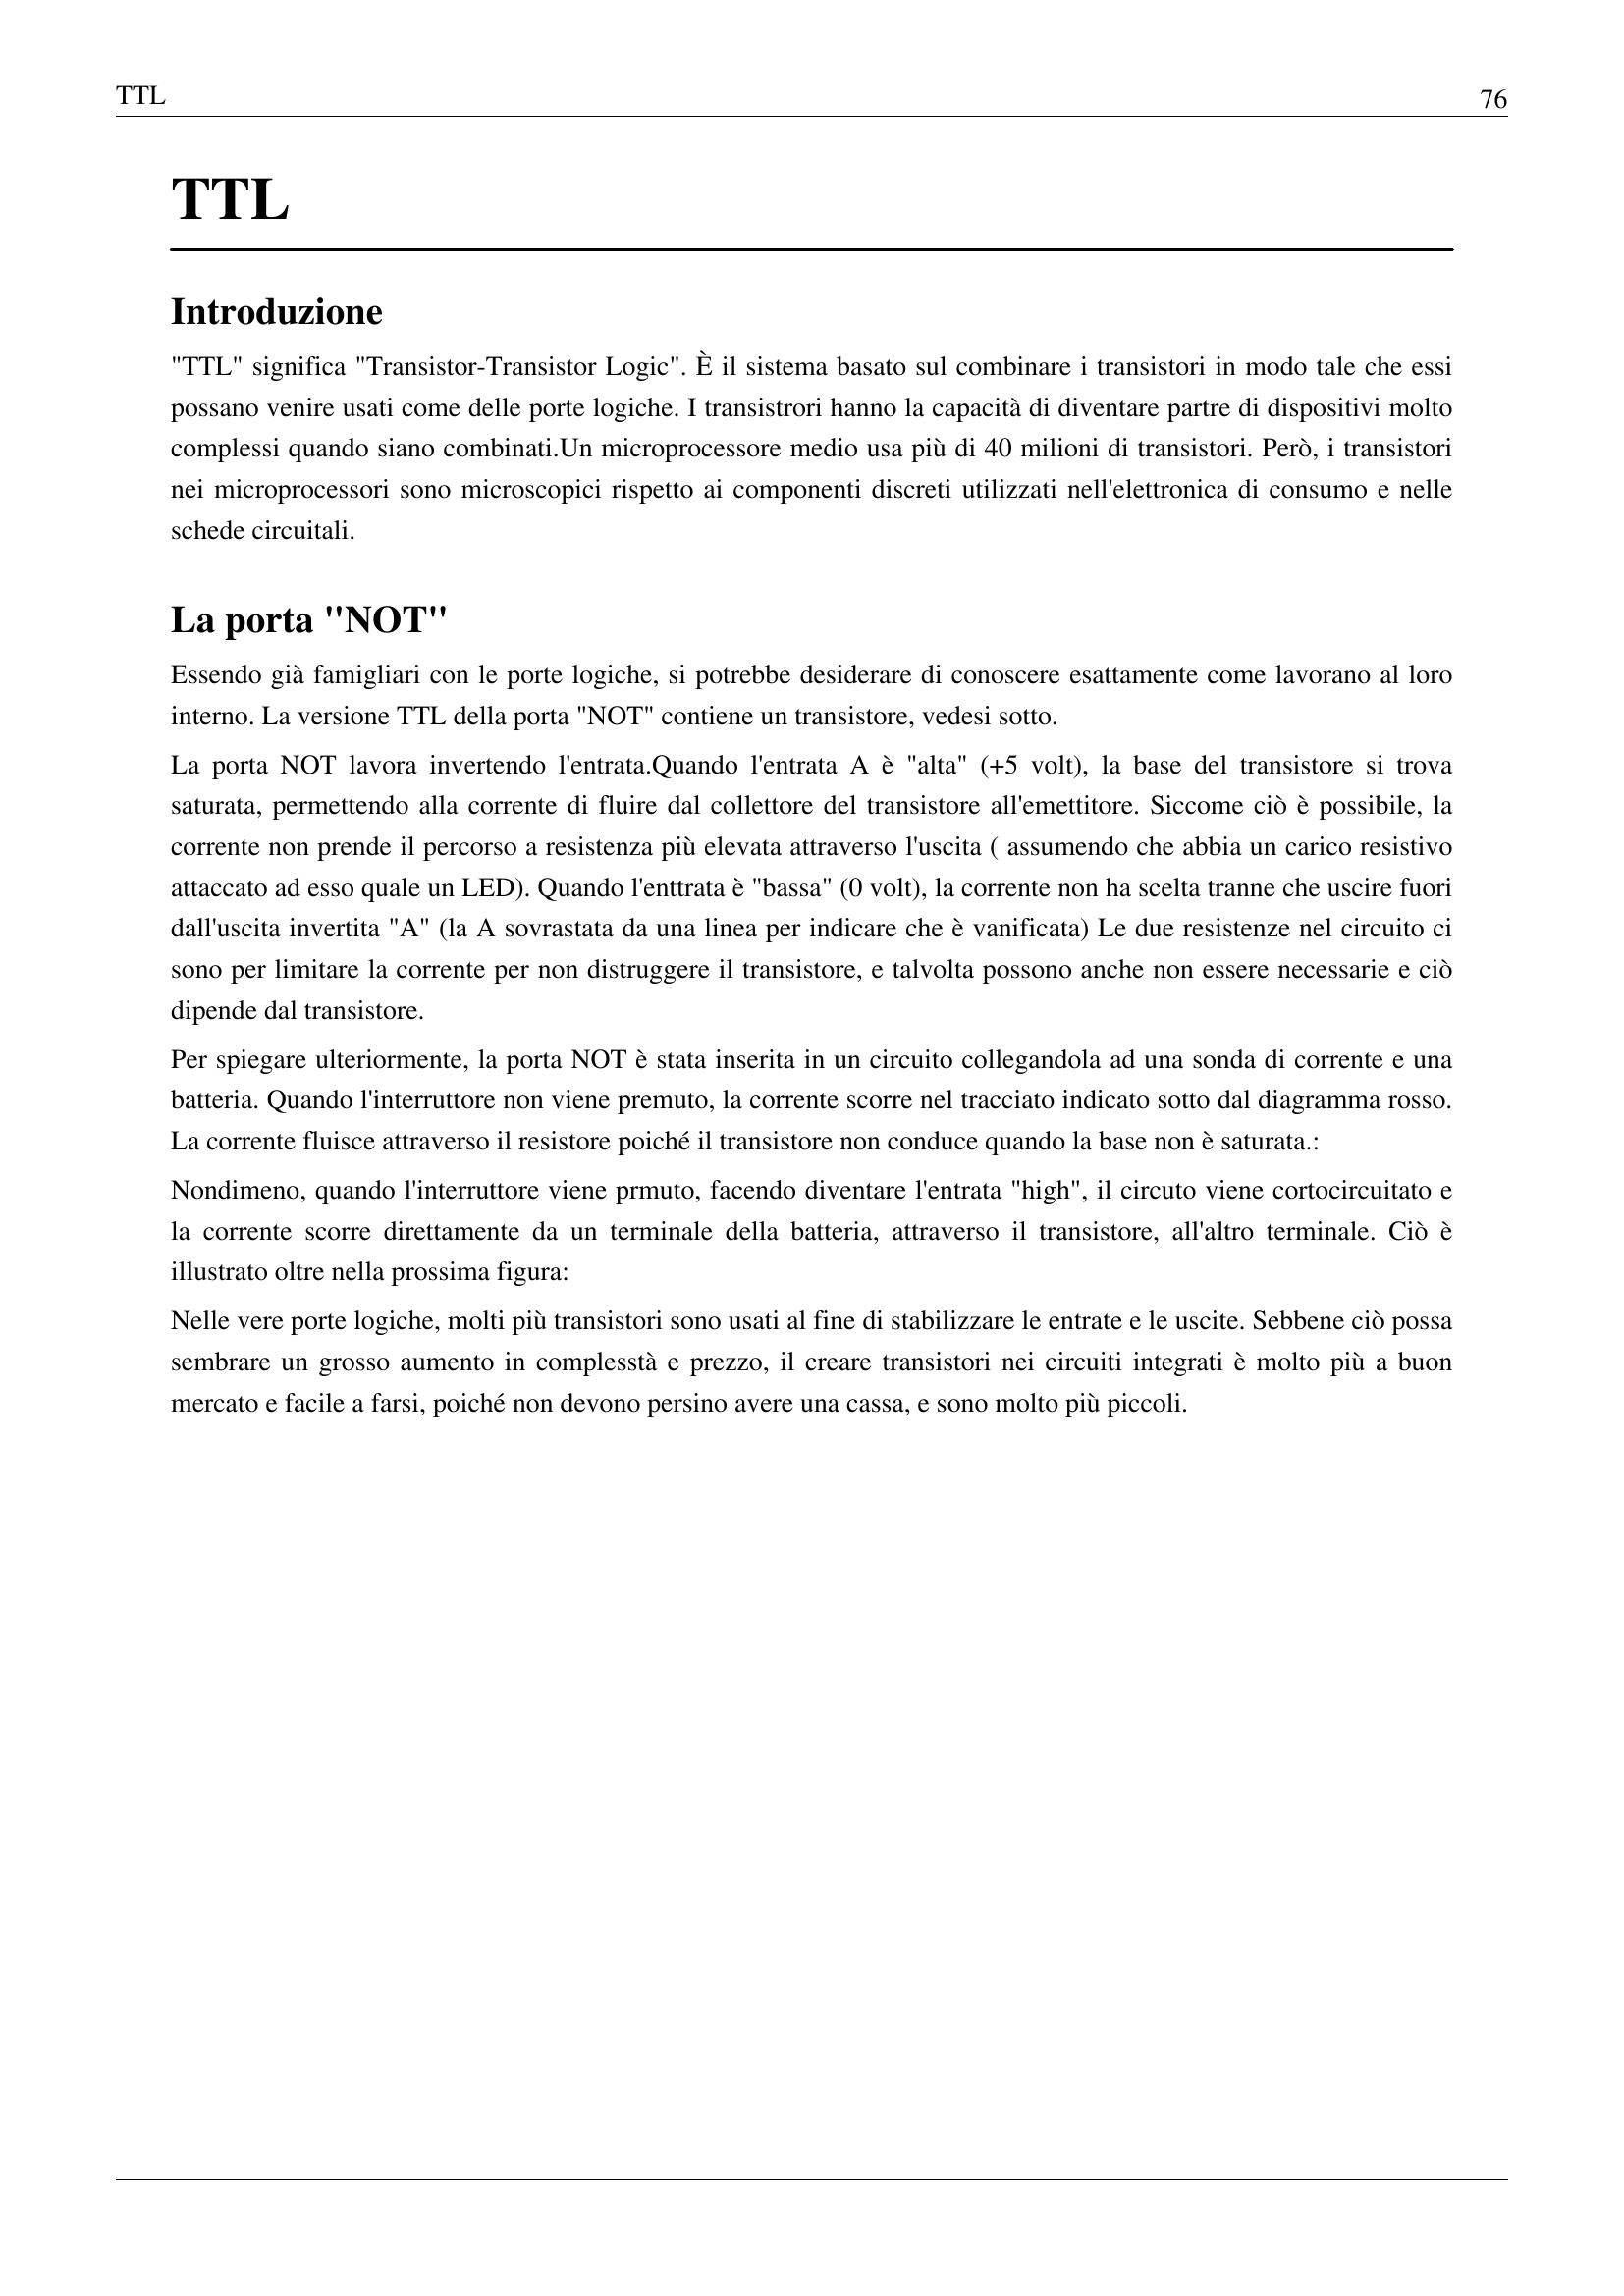 TTL
76
TTL
Introduzione
"TTL" significa "Transistor-Transistor Logic". È il sistema basato sul combinare i transistori in modo tale che essi
possano venire usati come delle porte logiche. I transistrori hanno la capacità di diventare partre di dispositivi molto
complessi quando siano combinati.Un microprocessore medio usa più di 40 milioni di transistori. Però, i transistori
nei microprocessori sono microscopici rispetto ai componenti discreti utilizzati nell'elettronica di consumo e nelle
schede circuitali.
La porta "NOT"
Essendo già famigliari con le porte logiche, si potrebbe desiderare di conoscere esattamente come lavorano al loro
interno. La versione TTL della porta "NOT" contiene un transistore, vedesi sotto.
La porta NOT lavora invertendo l'entrata.Quando l'entrata A è "alta" (+5 volt), la base del transistore si trova
saturata, permettendo alla corrente di fluire dal collettore del transistore all'emettitore. Siccome ciò è possibile, la
corrente non prende il percorso a resistenza più elevata attraverso l'uscita ( assumendo che abbia un carico resistivo
attaccato ad esso quale un LED). Quando l'enttrata è "bassa" (0 volt), la corrente non ha scelta tranne che uscire fuori
dall'uscita invertita "A" (la A sovrastata da una linea per indicare che è vanificata) Le due resistenze nel circuito ci
sono per limitare la corrente per non distruggere il transistore, e talvolta possono anche non essere necessarie e ciò
dipende dal transistore.
Per spiegare ulteriormente, la porta NOT è stata inserita in un circuito collegandola ad una sonda di corrente e una
batteria. Quando l'interruttore non viene premuto, la corrente scorre nel tracciato indicato sotto dal diagramma rosso.
La corrente fluisce attraverso il resistore poiché il transistore non conduce quando la base non è saturata.:
Nondimeno, quando l'interruttore viene prmuto, facendo diventare l'entrata "high", il circuto viene cortocircuitato e
la corrente scorre direttamente da un terminale della batteria, attraverso il transistore, all'altro terminale. Ciò è
illustrato oltre nella prossima figura:
Nelle vere porte logiche, molti più transistori sono usati al fine di stabilizzare le entrate e le uscite. Sebbene ciò possa
sembrare un grosso aumento in complesstà e prezzo, il creare transistori nei circuiti integrati è molto più a buon
mercato e facile a farsi, poiché non devono persino avere una cassa, e sono molto più piccoli.